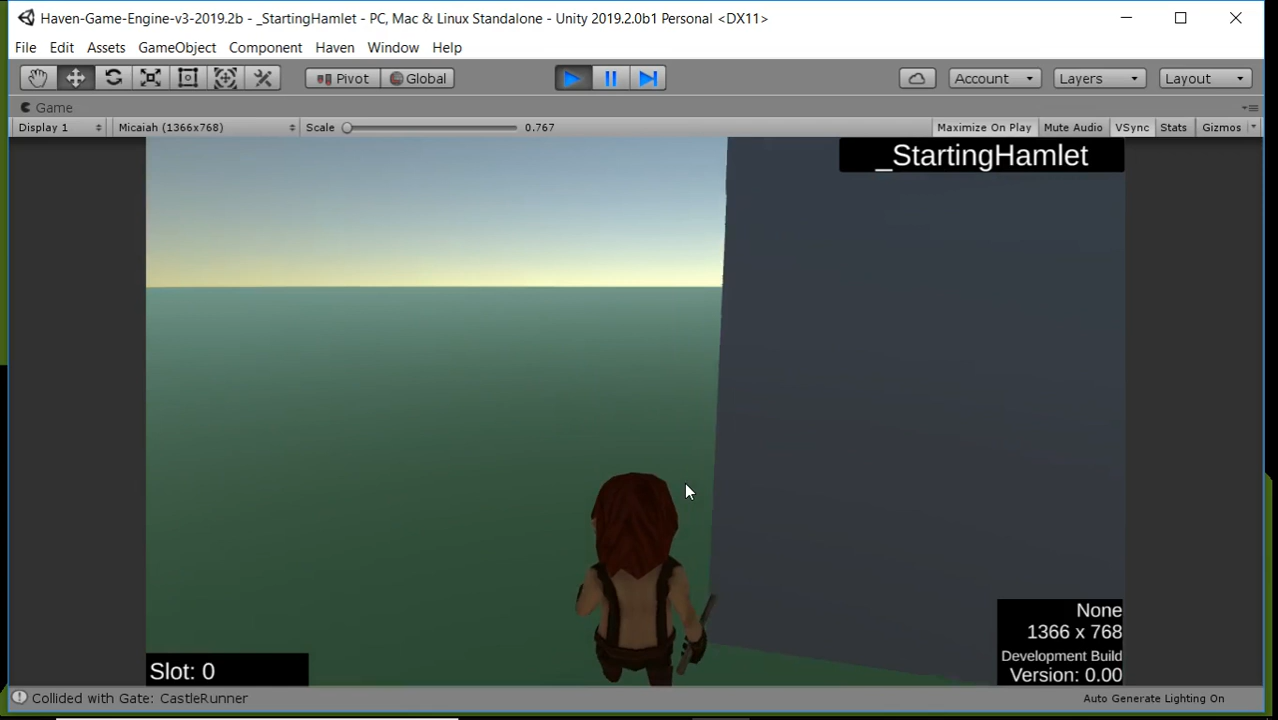 Haven-Game-Engine-v3-2019.2b - _StartingHamlet - PC, Mac & Linux Standalone - Unity 2019.2.0b1 Personal <DX11>
File Edit Assets GameObject Component Haven Window Help
Pivot Global Account Layers Layout
Game
Display 1 Micaiah (1366x768) Scale 0.767 Maximize On Play Mute Audio VSync Stats Gizmos
_StartingHamlet
None
1366 x 768
Development Build
Version: 0.00
Slot: 0
Collided with Gate: CastleRunner Auto Generate Lighting On